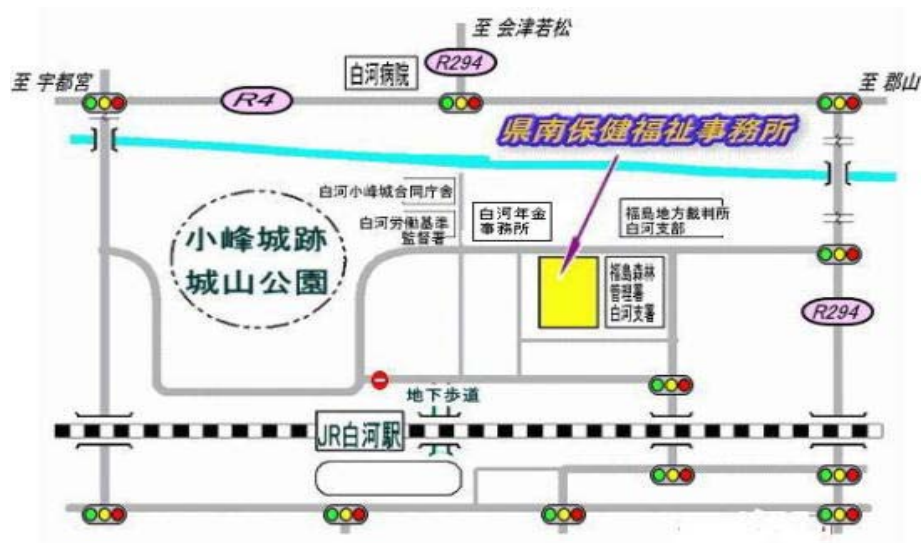 至 会津若松
至 宇都宮
白河病院
R294
至 郡山
R4
県南保健福祉事務所
白河小峰城合同庁舎
白河労働基準
監督署
白河年金
事務所
福島地方裁判所
白河支部
小峰城跡
城山公園
福島森林
管理署
白河支署
R294
地下歩道
JR白河駅